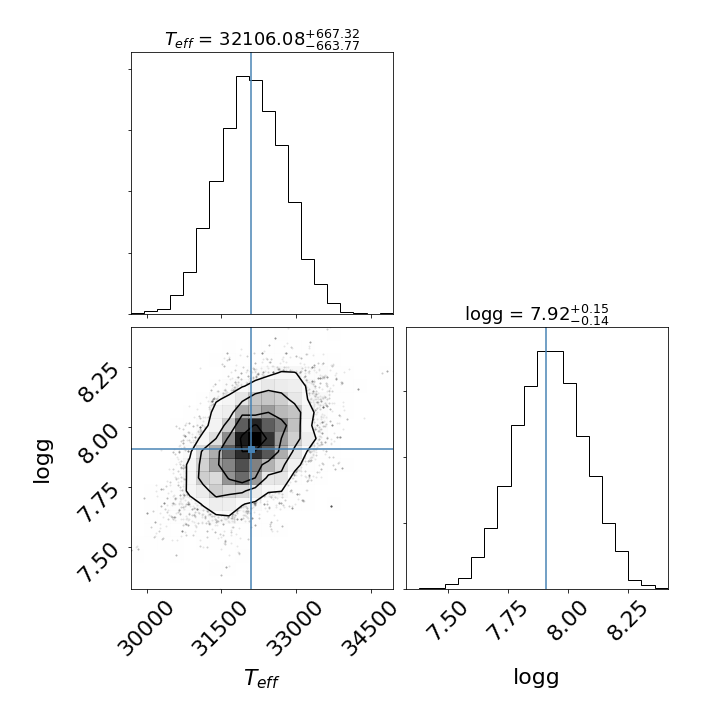 T_eff = 32106.08^{+667.32}_{-663.77}
logg = 7.92^{+0.15}_{-0.14}
8.25
8.00
7.75
7.50
logg
30000 31500 33000 34500
7.50 7.75 8.00 8.25
T_eff
logg